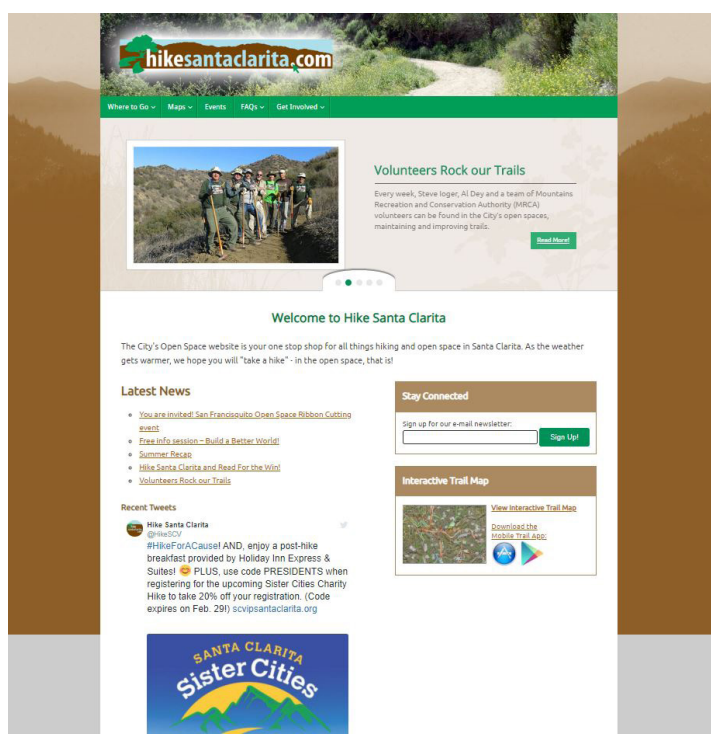 hikesantaclarita.com
Where to Go
Maps
Events
FAQs
Get Involved
Volunteers Rock our Trails
Every week, Steve Ioger, Al Dey and a team of Mountains
Recreation and Conservation Authority (MRCA)
volunteers can be found in the City's open spaces,
maintaining and improving trails.
Read More!
Welcome to Hike Santa Clarita
The City's Open Space website is your one stop shop for all things hiking and open space in Santa Clarita. As the weather
gets warmer, we hope you will "take a hike" - in the open space, that is!
Latest News
You are invited! San Francisquito Open Space Ribbon Cutting
event
Free info session – Build a Better World!
Summer Recap
Hike Santa Clarita and Read For the Win!
Volunteers Rock our Trails
Recent Tweets
Hike Santa Clarita
@HikeSCV
#HikeForACause! AND, enjoy a post-hike
breakfast provided by Holiday Inn Express &
Suites! 😊 PLUS, use code PRESIDENTS when
registering for the upcoming Sister Cities Charity
Hike to take 20% off your registration. (Code
expires on Feb. 29!) scvipsantaclarita.org
SANTA CLARITA
Sister Cities
Stay Connected
Sign up for our e-mail newsletter:
Sign Up!
Interactive Trail Map
View Interactive Trail Map
Download the
Mobile Trail App: